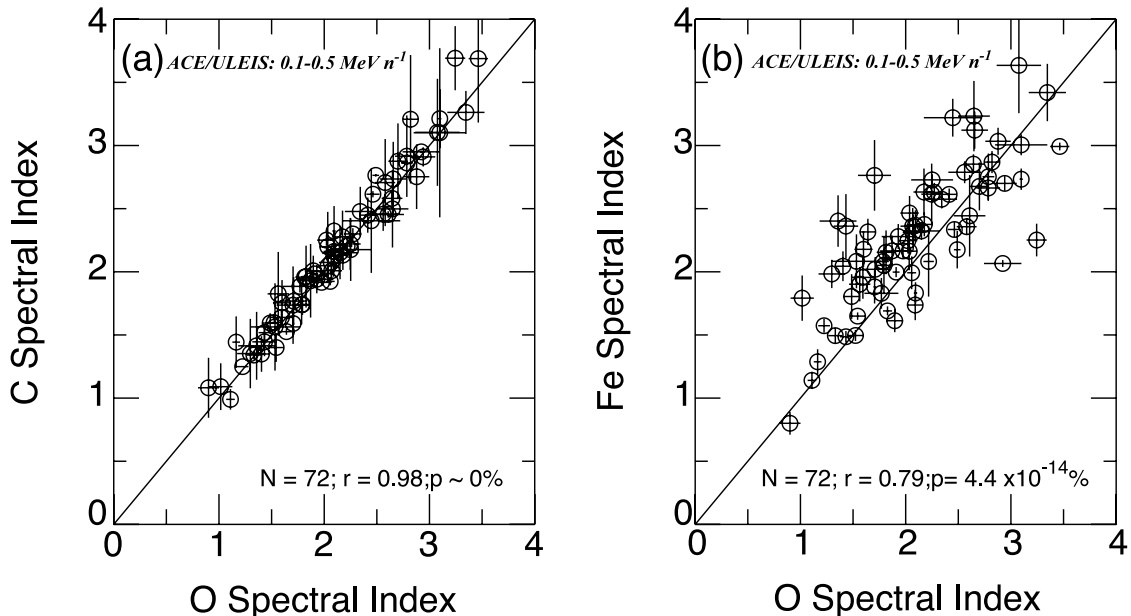 4
3
2
1
0
C Spectral Index
(a) ACE/ULEIS: 0.1-0.5 MeV n⁻¹
N = 72; r = 0.98;p ~ 0%
0 1 2 3 4
O Spectral Index
4
3
2
1
0
Fe Spectral Index
(b) ACE/ULEIS: 0.1-0.5 MeV n⁻¹
N = 72; r = 0.79;p= 4.4 x10⁻¹⁴%
0 1 2 3 4
O Spectral Index